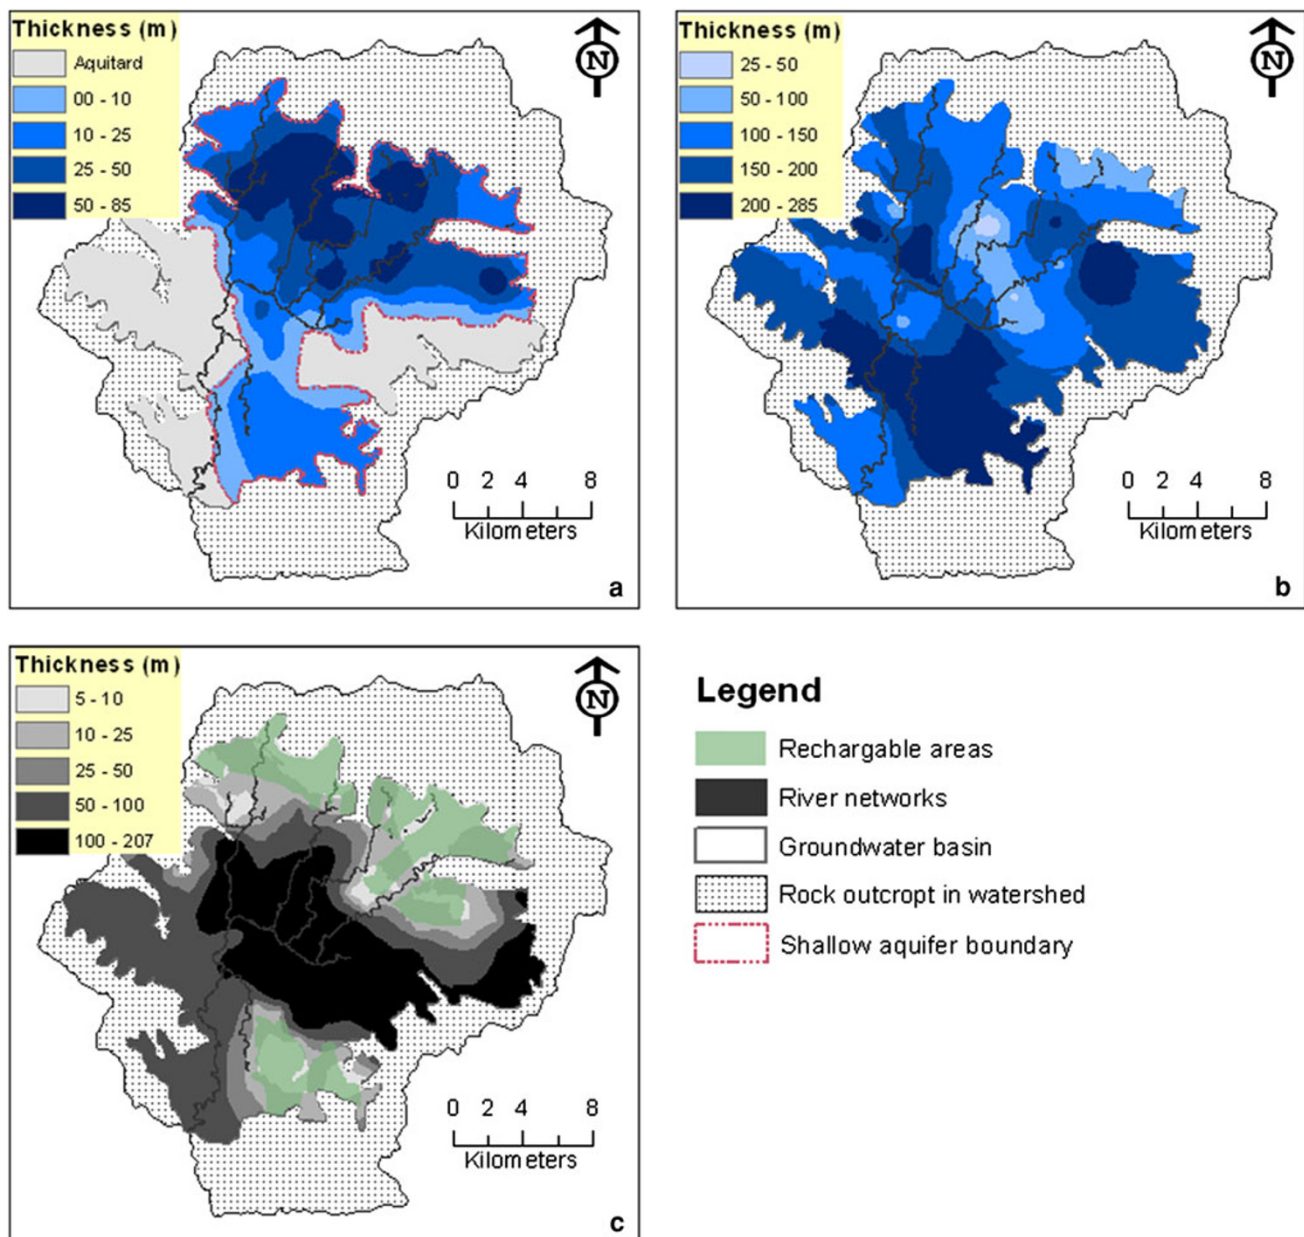 Thickness (m)
Aquitard
00 - 10
10 - 25
25 - 50
50 - 85
N
0 2 4 8
Kilometers
a
Thickness (m)
25 - 50
50 - 100
100 - 150
150 - 200
200 - 285
N
0 2 4 8
Kilometers
b
Thickness (m)
5 - 10
10 - 25
25 - 50
50 - 100
100 - 207
N
0 2 4 8
Kilometers
c
Legend
Rechargable areas
River networks
Groundwater basin
Rock outcropt in watershed
Shallow aquifer boundary